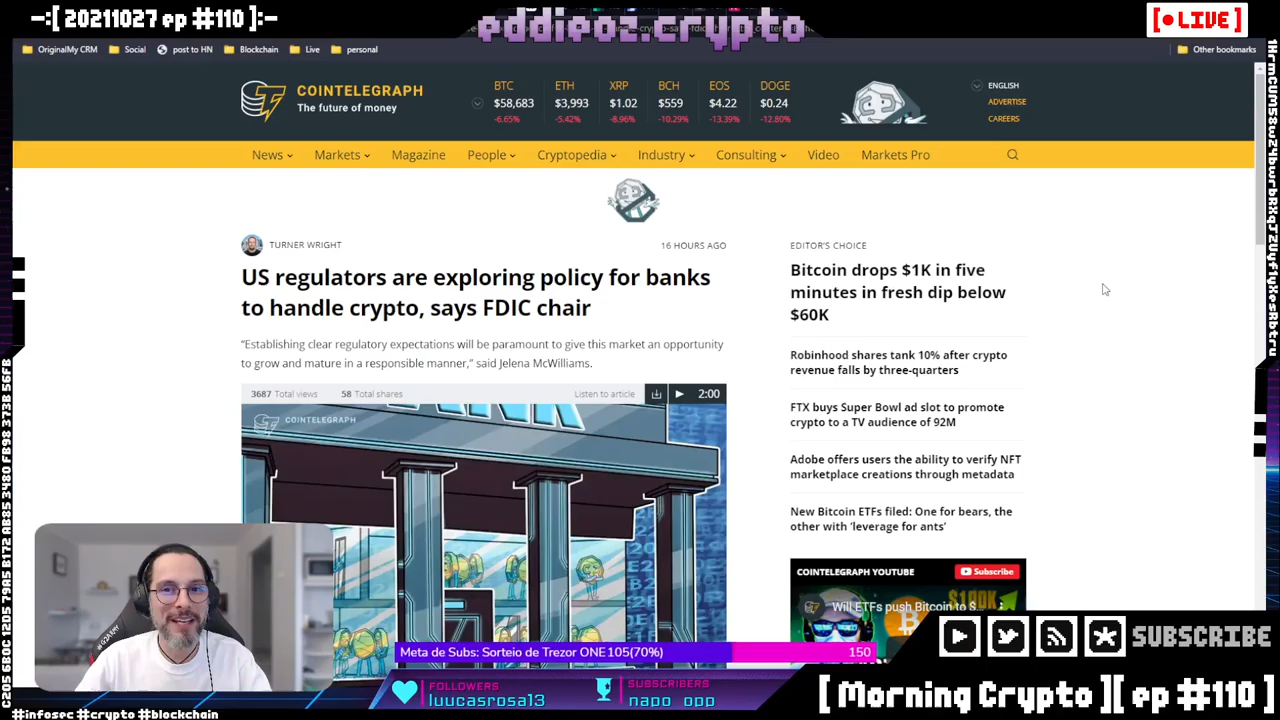 -:[ 20211027 ep #110 ]:-
eddieoz.crypto
[ • LIVE ]
OriginalMy CRM
Social
post to HN
Blockchain
Live
personal
Other bookmarks
COINTELEGRAPH
The future of money
BTC ETH XRP BCH EOS DOGE
$58,683 $3,993 $1.02 $559 $4.22 $0.24
-6.65% -5.42% -8.96% -10.29% -13.39% -12.80%
ENGLISH
ADVERTISE
CAREERS
News Markets Magazine People Cryptopedia Industry Consulting Video Markets Pro
TURNER WRIGHT
16 HOURS AGO
US regulators are exploring policy for banks
to handle crypto, says FDIC chair
“Establishing clear regulatory expectations will be paramount to give this market an opportunity
to grow and mature in a responsible manner,” said Jelena McWilliams.
3687 Total views 58 Total shares Listen to article 2:00
COINTELEGRAPH
EDITOR'S CHOICE
Bitcoin drops $1K in five
minutes in fresh dip below
$60K
Robinhood shares tank 10% after crypto
revenue falls by three-quarters
FTX buys Super Bowl ad slot to promote
crypto to a TV audience of 92M
Adobe offers users the ability to verify NFT
marketplace creations through metadata
New Bitcoin ETFs filed: One for bears, the
other with ‘leverage for ants’
COINTELEGRAPH YOUTUBE
Subscribe
Will ETFs push Bitcoin to $...
$100K
Meta de Subs: Sorteio de Trezor ONE 105(70%)
150
SUBSCRIBE
FOLLOWERS
luucasrosa13
SUBSCRIBERS
napo_opp
[ Morning Crypto ][ ep #110 ]
#infosec #crypto #blockchain